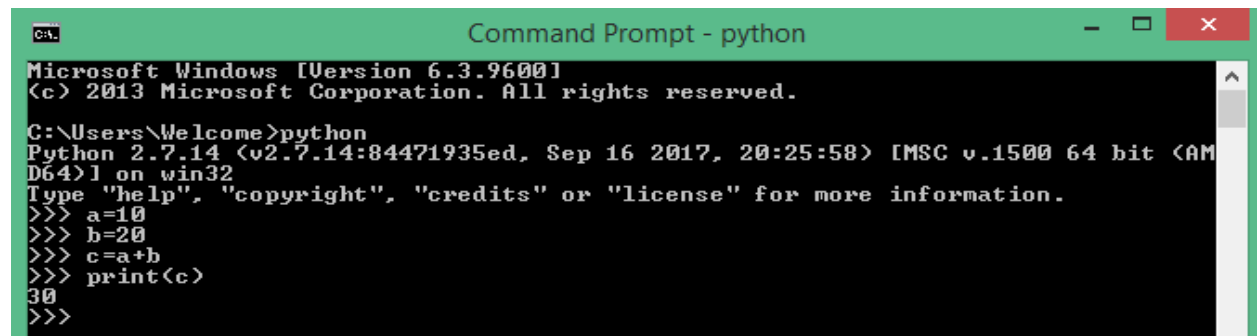 C:\.
Command Prompt - python
Microsoft Windows [Version 6.3.9600]
(c) 2013 Microsoft Corporation. All rights reserved.
C:\Users\Welcome>python
Python 2.7.14 (v2.7.14:84471935ed, Sep 16 2017, 20:25:58) [MSC v.1500 64 bit (AM
D64)] on win32
Type "help", "copyright", "credits" or "license" for more information.
>>> a=10
>>> b=20
>>> c=a+b
>>> print(c)
30
>>>